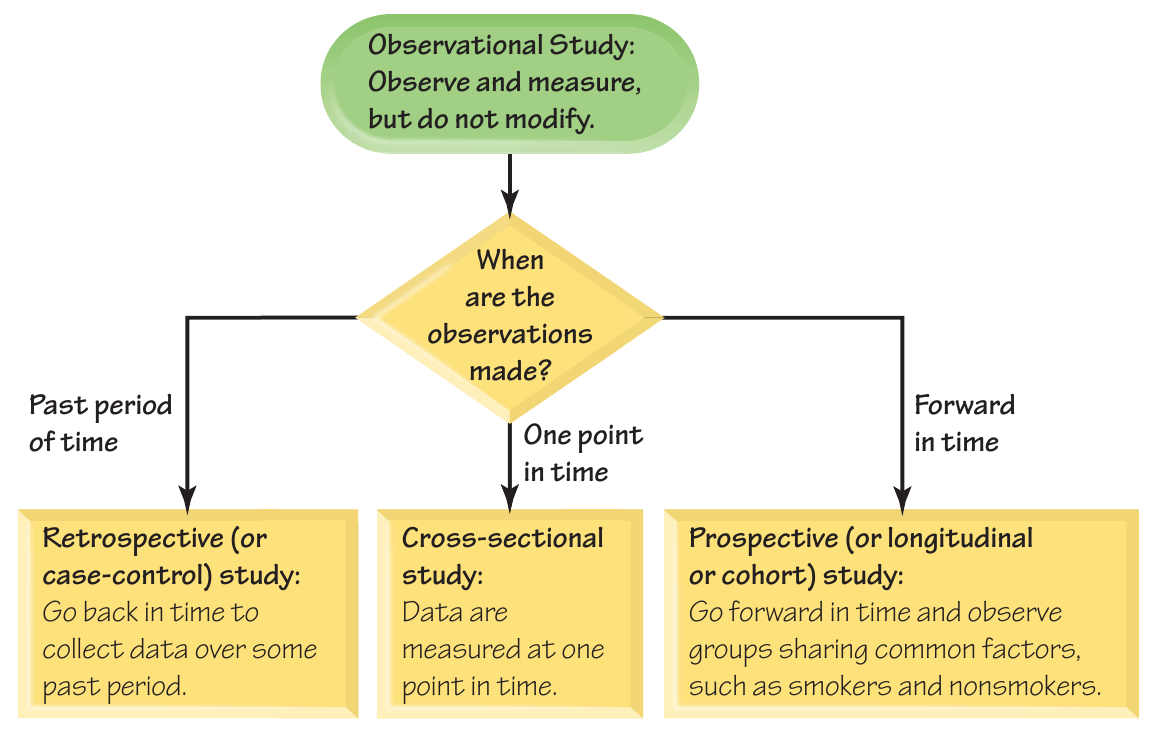 Observational Study:
Observe and measure,
but do not modify.
When
are the
observations
made?
Past period
of time
One point
in time
Forward
in time
Retrospective (or
case-control) study:
Go back in time to
collect data over some
past period.
Cross-sectional
study:
Data are
measured at one
point in time.
Prospective (or longitudinal
or cohort) study:
Go forward in time and observe
groups sharing common factors,
such as smokers and nonsmokers.